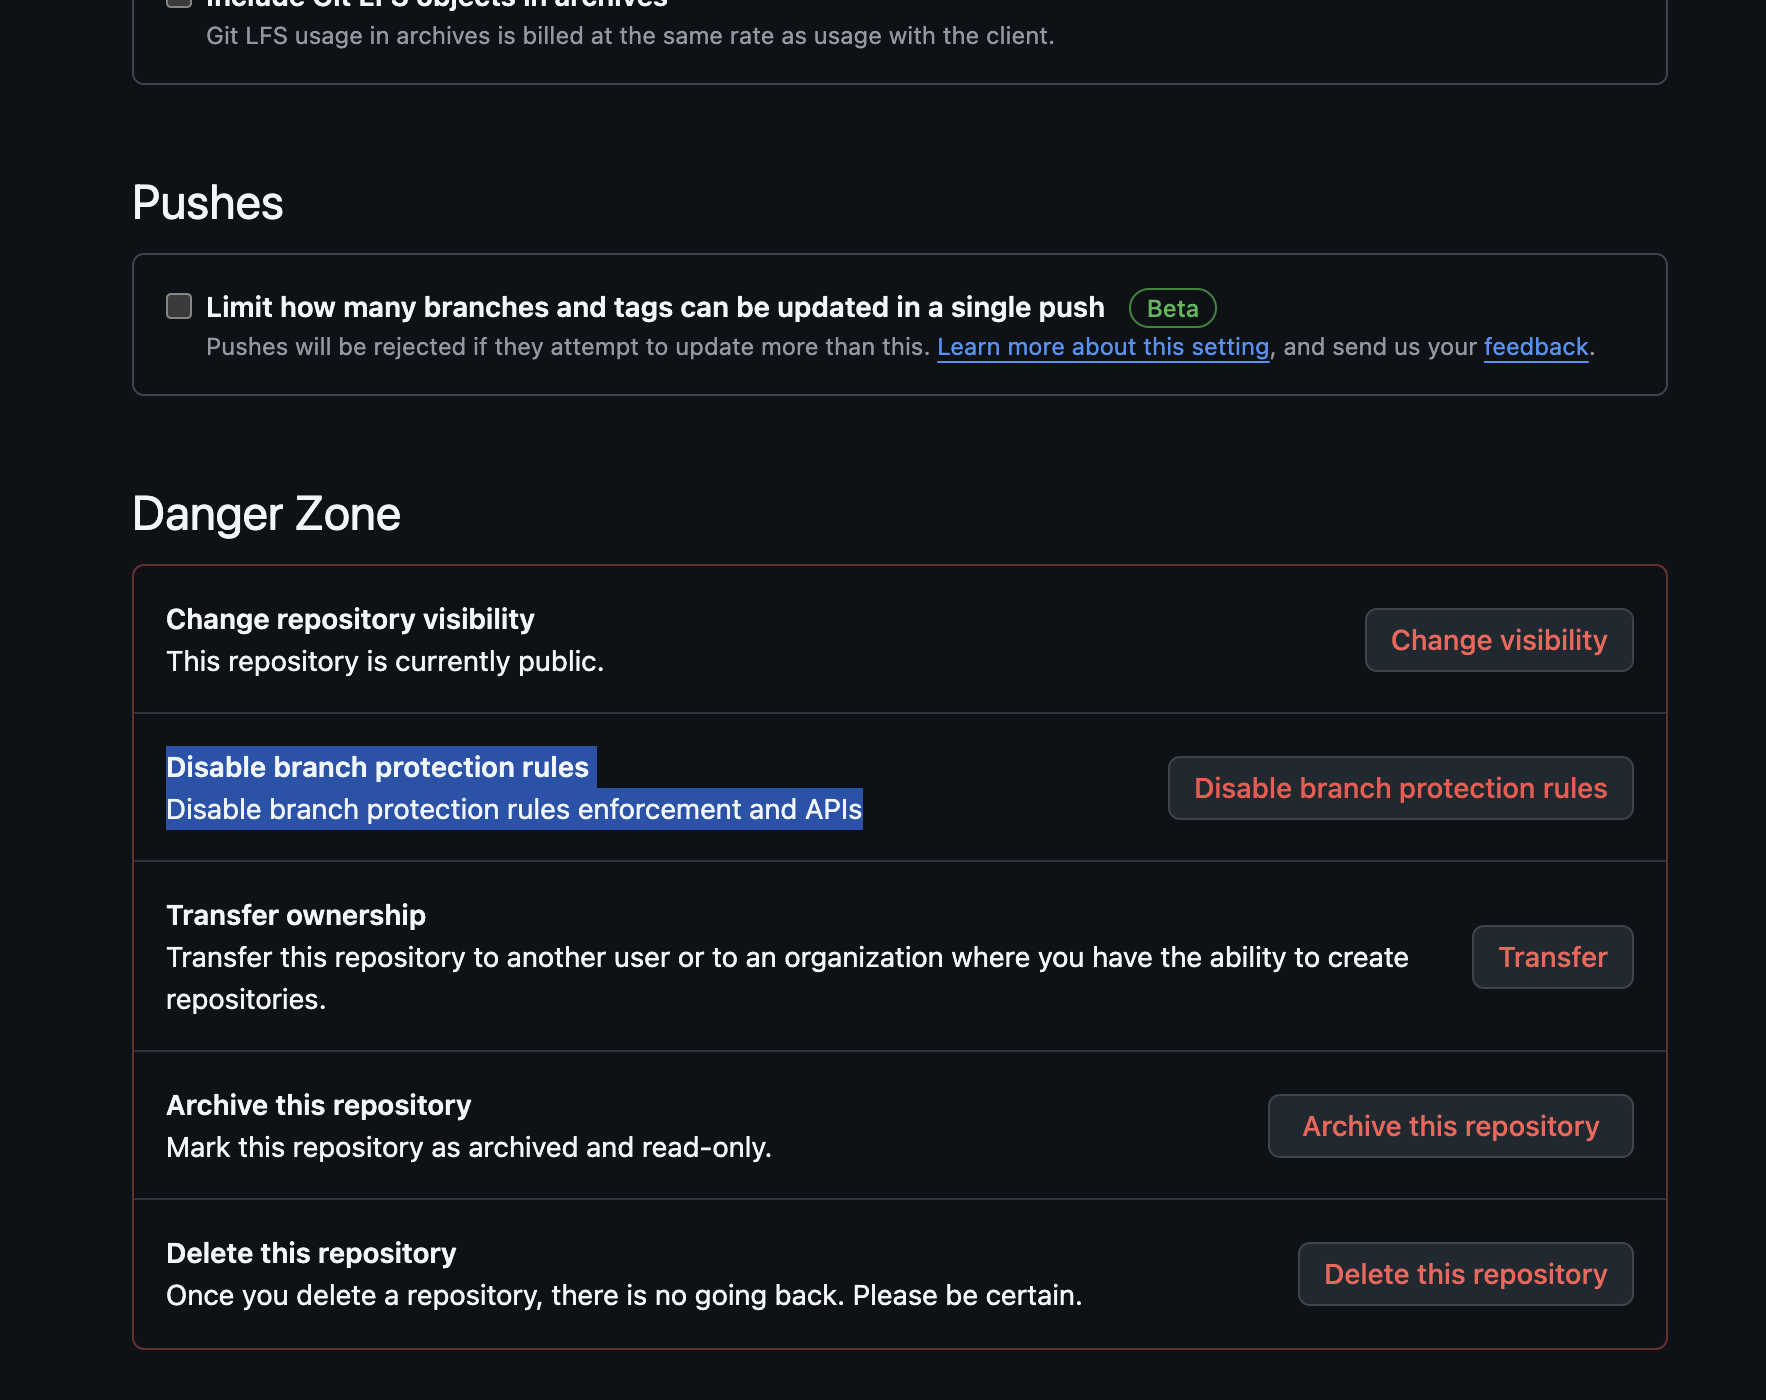 Include Git LFS objects in archives
Git LFS usage in archives is billed at the same rate as usage with the client.
Pushes
Limit how many branches and tags can be updated in a single push Beta
Pushes will be rejected if they attempt to update more than this. Learn more about this setting, and send us your feedback.
Danger Zone
Change repository visibility
This repository is currently public.
Change visibility
Disable branch protection rules
Disable branch protection rules enforcement and APIs
Disable branch protection rules
Transfer ownership
Transfer this repository to another user or to an organization where you have the ability to create
repositories.
Transfer
Archive this repository
Mark this repository as archived and read-only.
Archive this repository
Delete this repository
Once you delete a repository, there is no going back. Please be certain.
Delete this repository